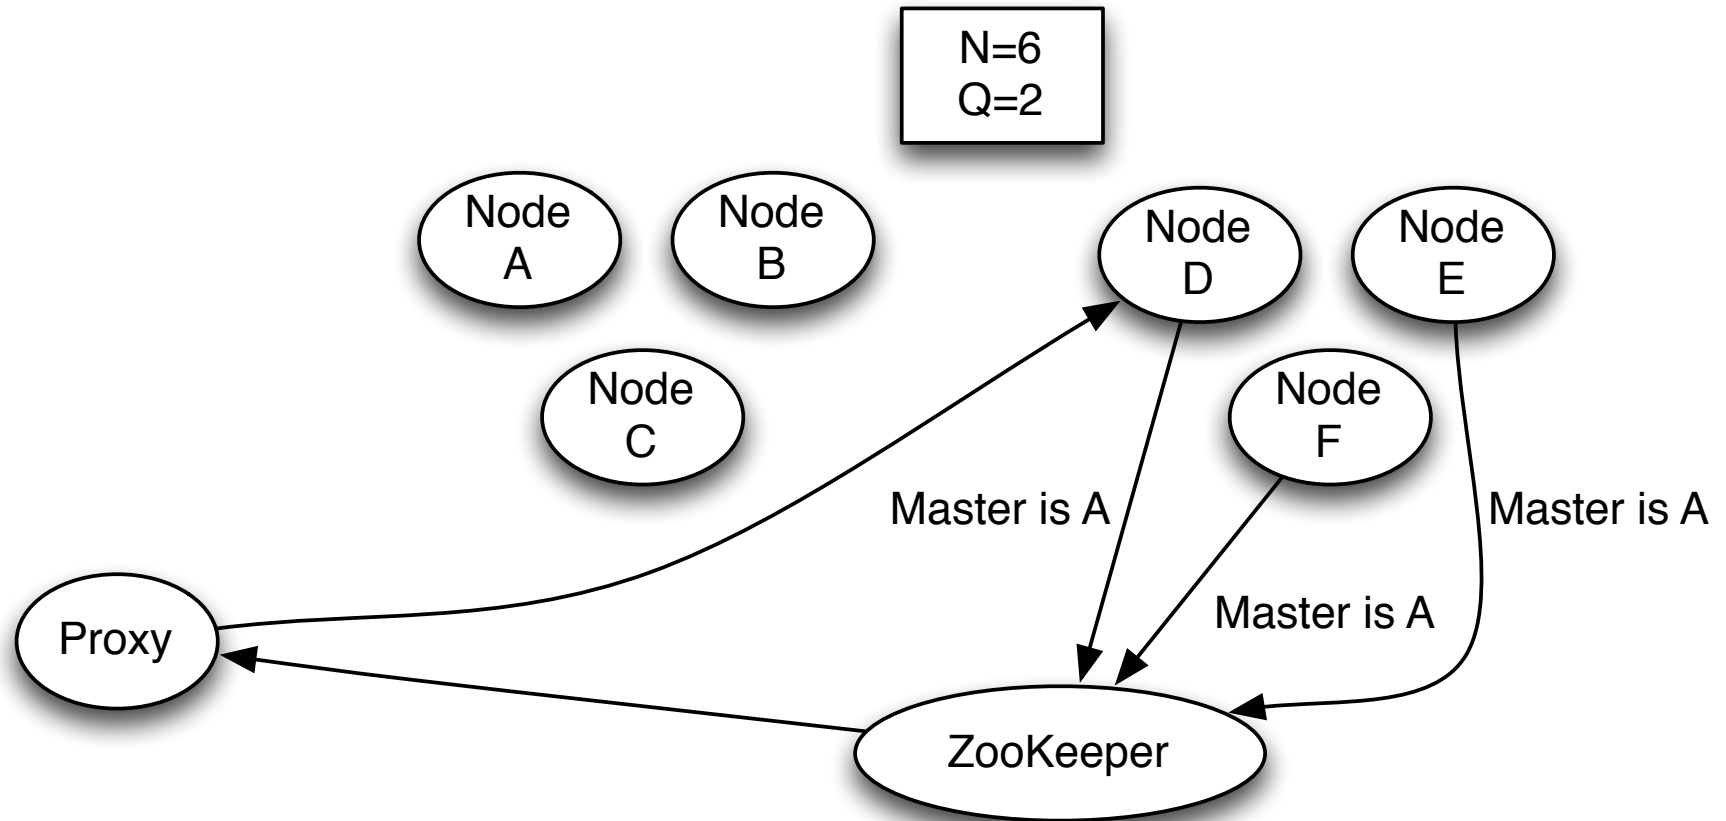 N=6
Q=2
Node
A
Node
B
Node
D
Node
E
Node
C
Node
F
Master is A
Master is A
Master is A
Proxy
ZooKeeper